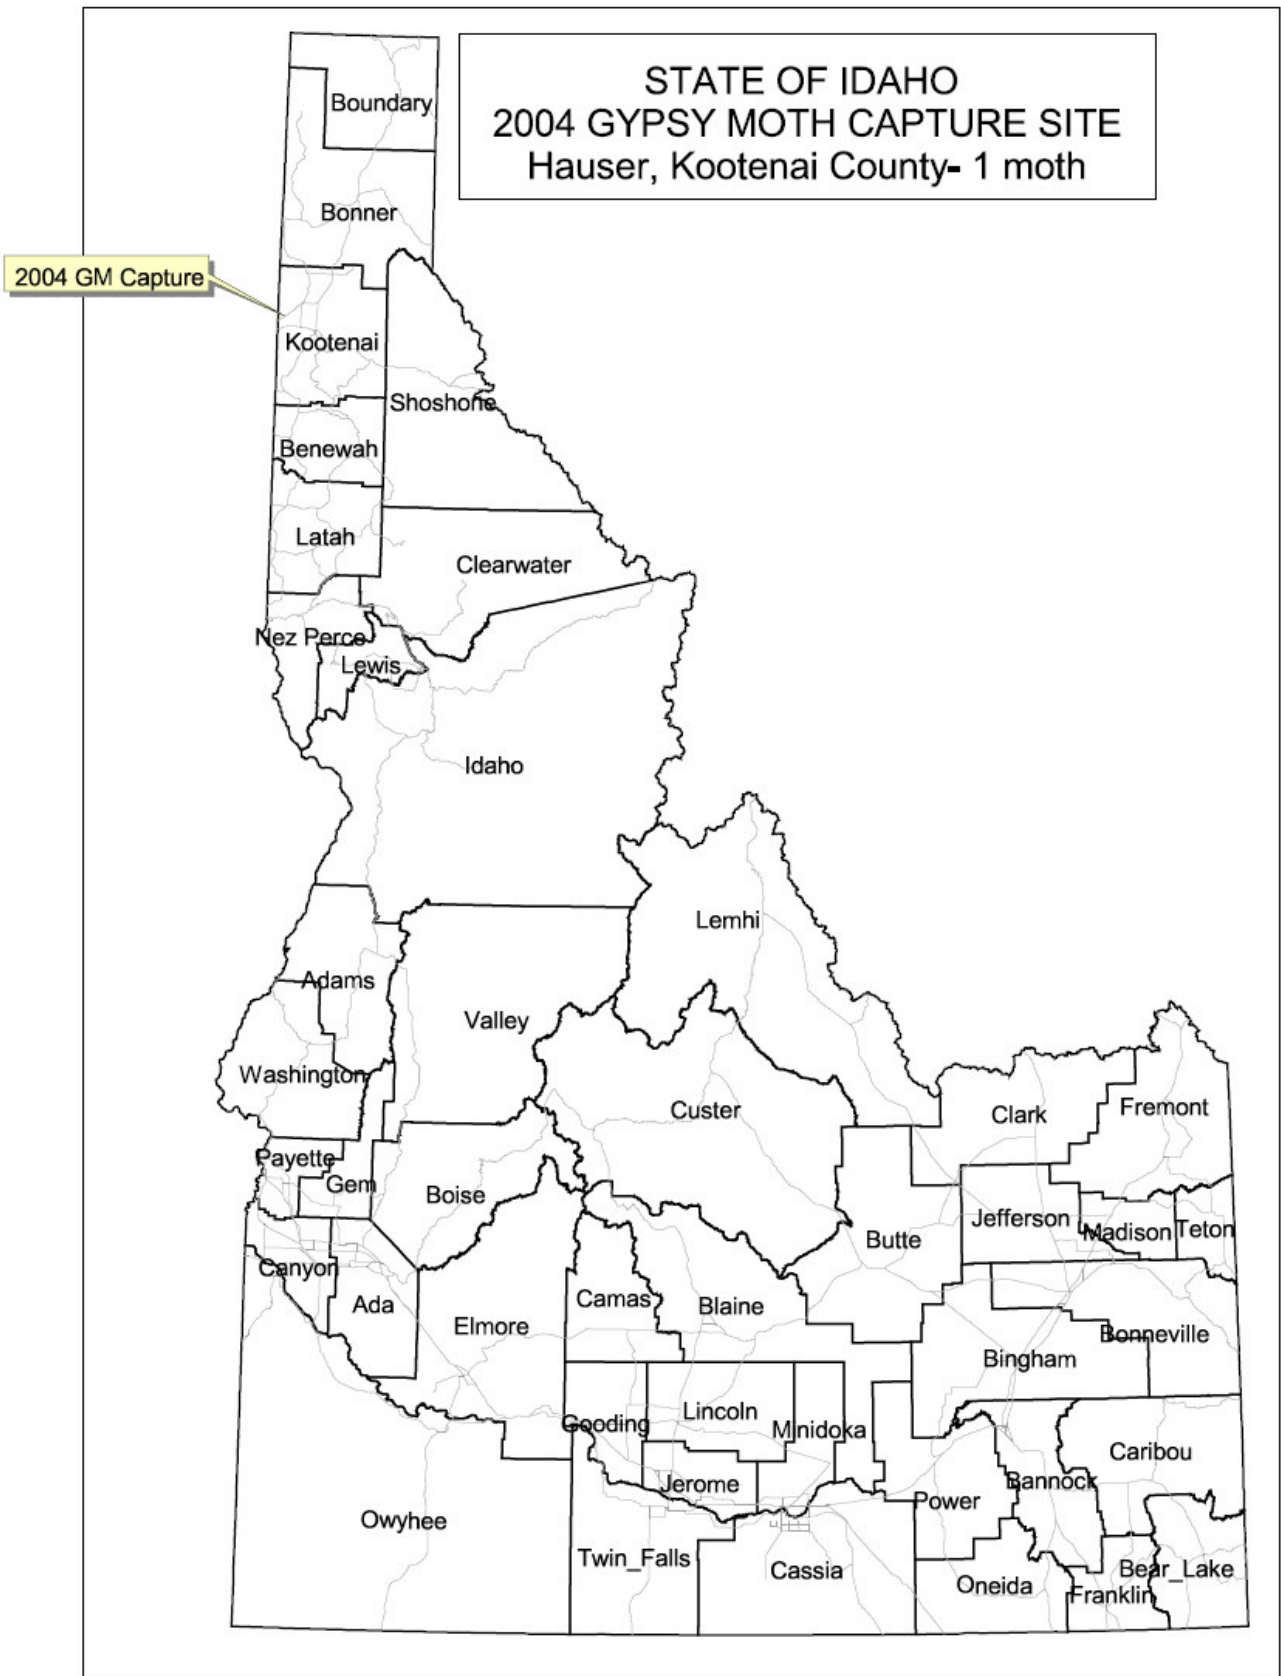 STATE OF IDAHO
2004 GYPSY MOTH CAPTURE SITE
Hauser, Kootenai County- 1 moth
Boundary
Bonner
2004 GM Capture
Kootenai
Shoshone
Benewah
Latah
Clearwater
Nez Perce
Lewis
Idaho
Lemhi
Adams
Valley
Washington
Custer
Clark
Fremont
Payette
Gem
Boise
Butte
Jefferson
Madison
Teton
Canyon
Ada
Elmore
Camas
Blaine
Bonneville
Bingham
Gooding
Lincoln
Minidoka
Caribou
Jerome
Bannock
Power
Owyhee
Twin_Falls
Cassia
Oneida
Franklin
Bear_Lake